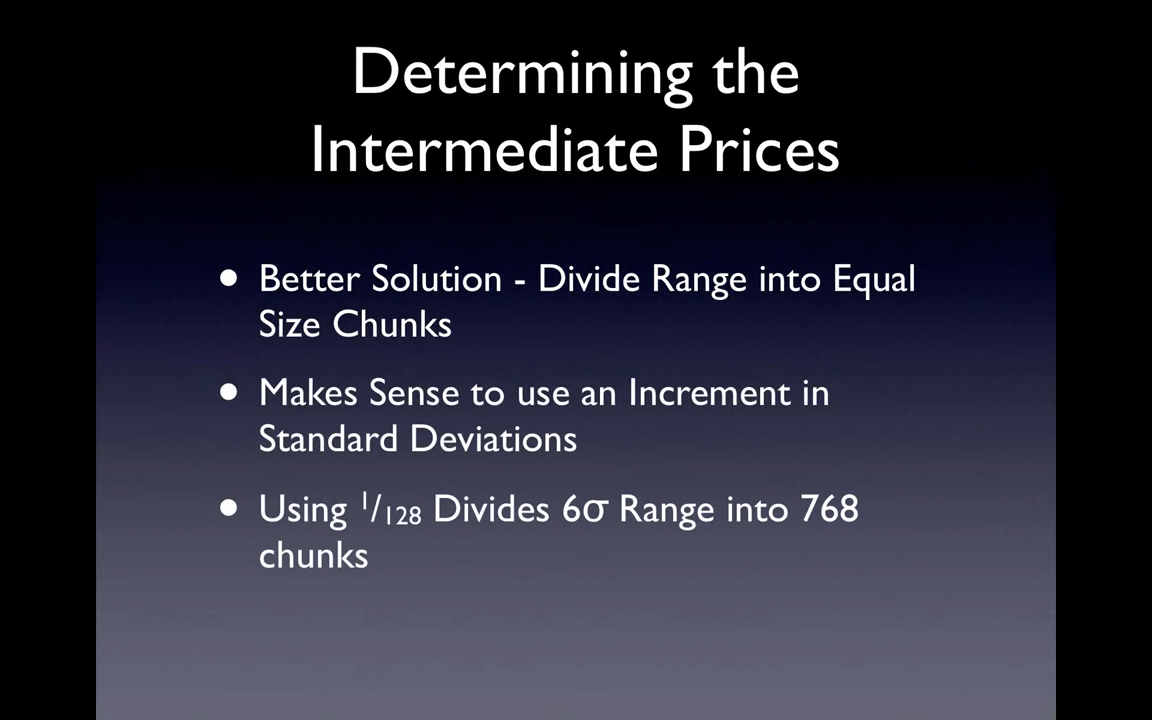 Determining the
Intermediate Prices
• Better Solution - Divide Range into Equal
Size Chunks
• Makes Sense to use an Increment in
Standard Deviations
• Using 1/128 Divides 6σ Range into 768
chunks